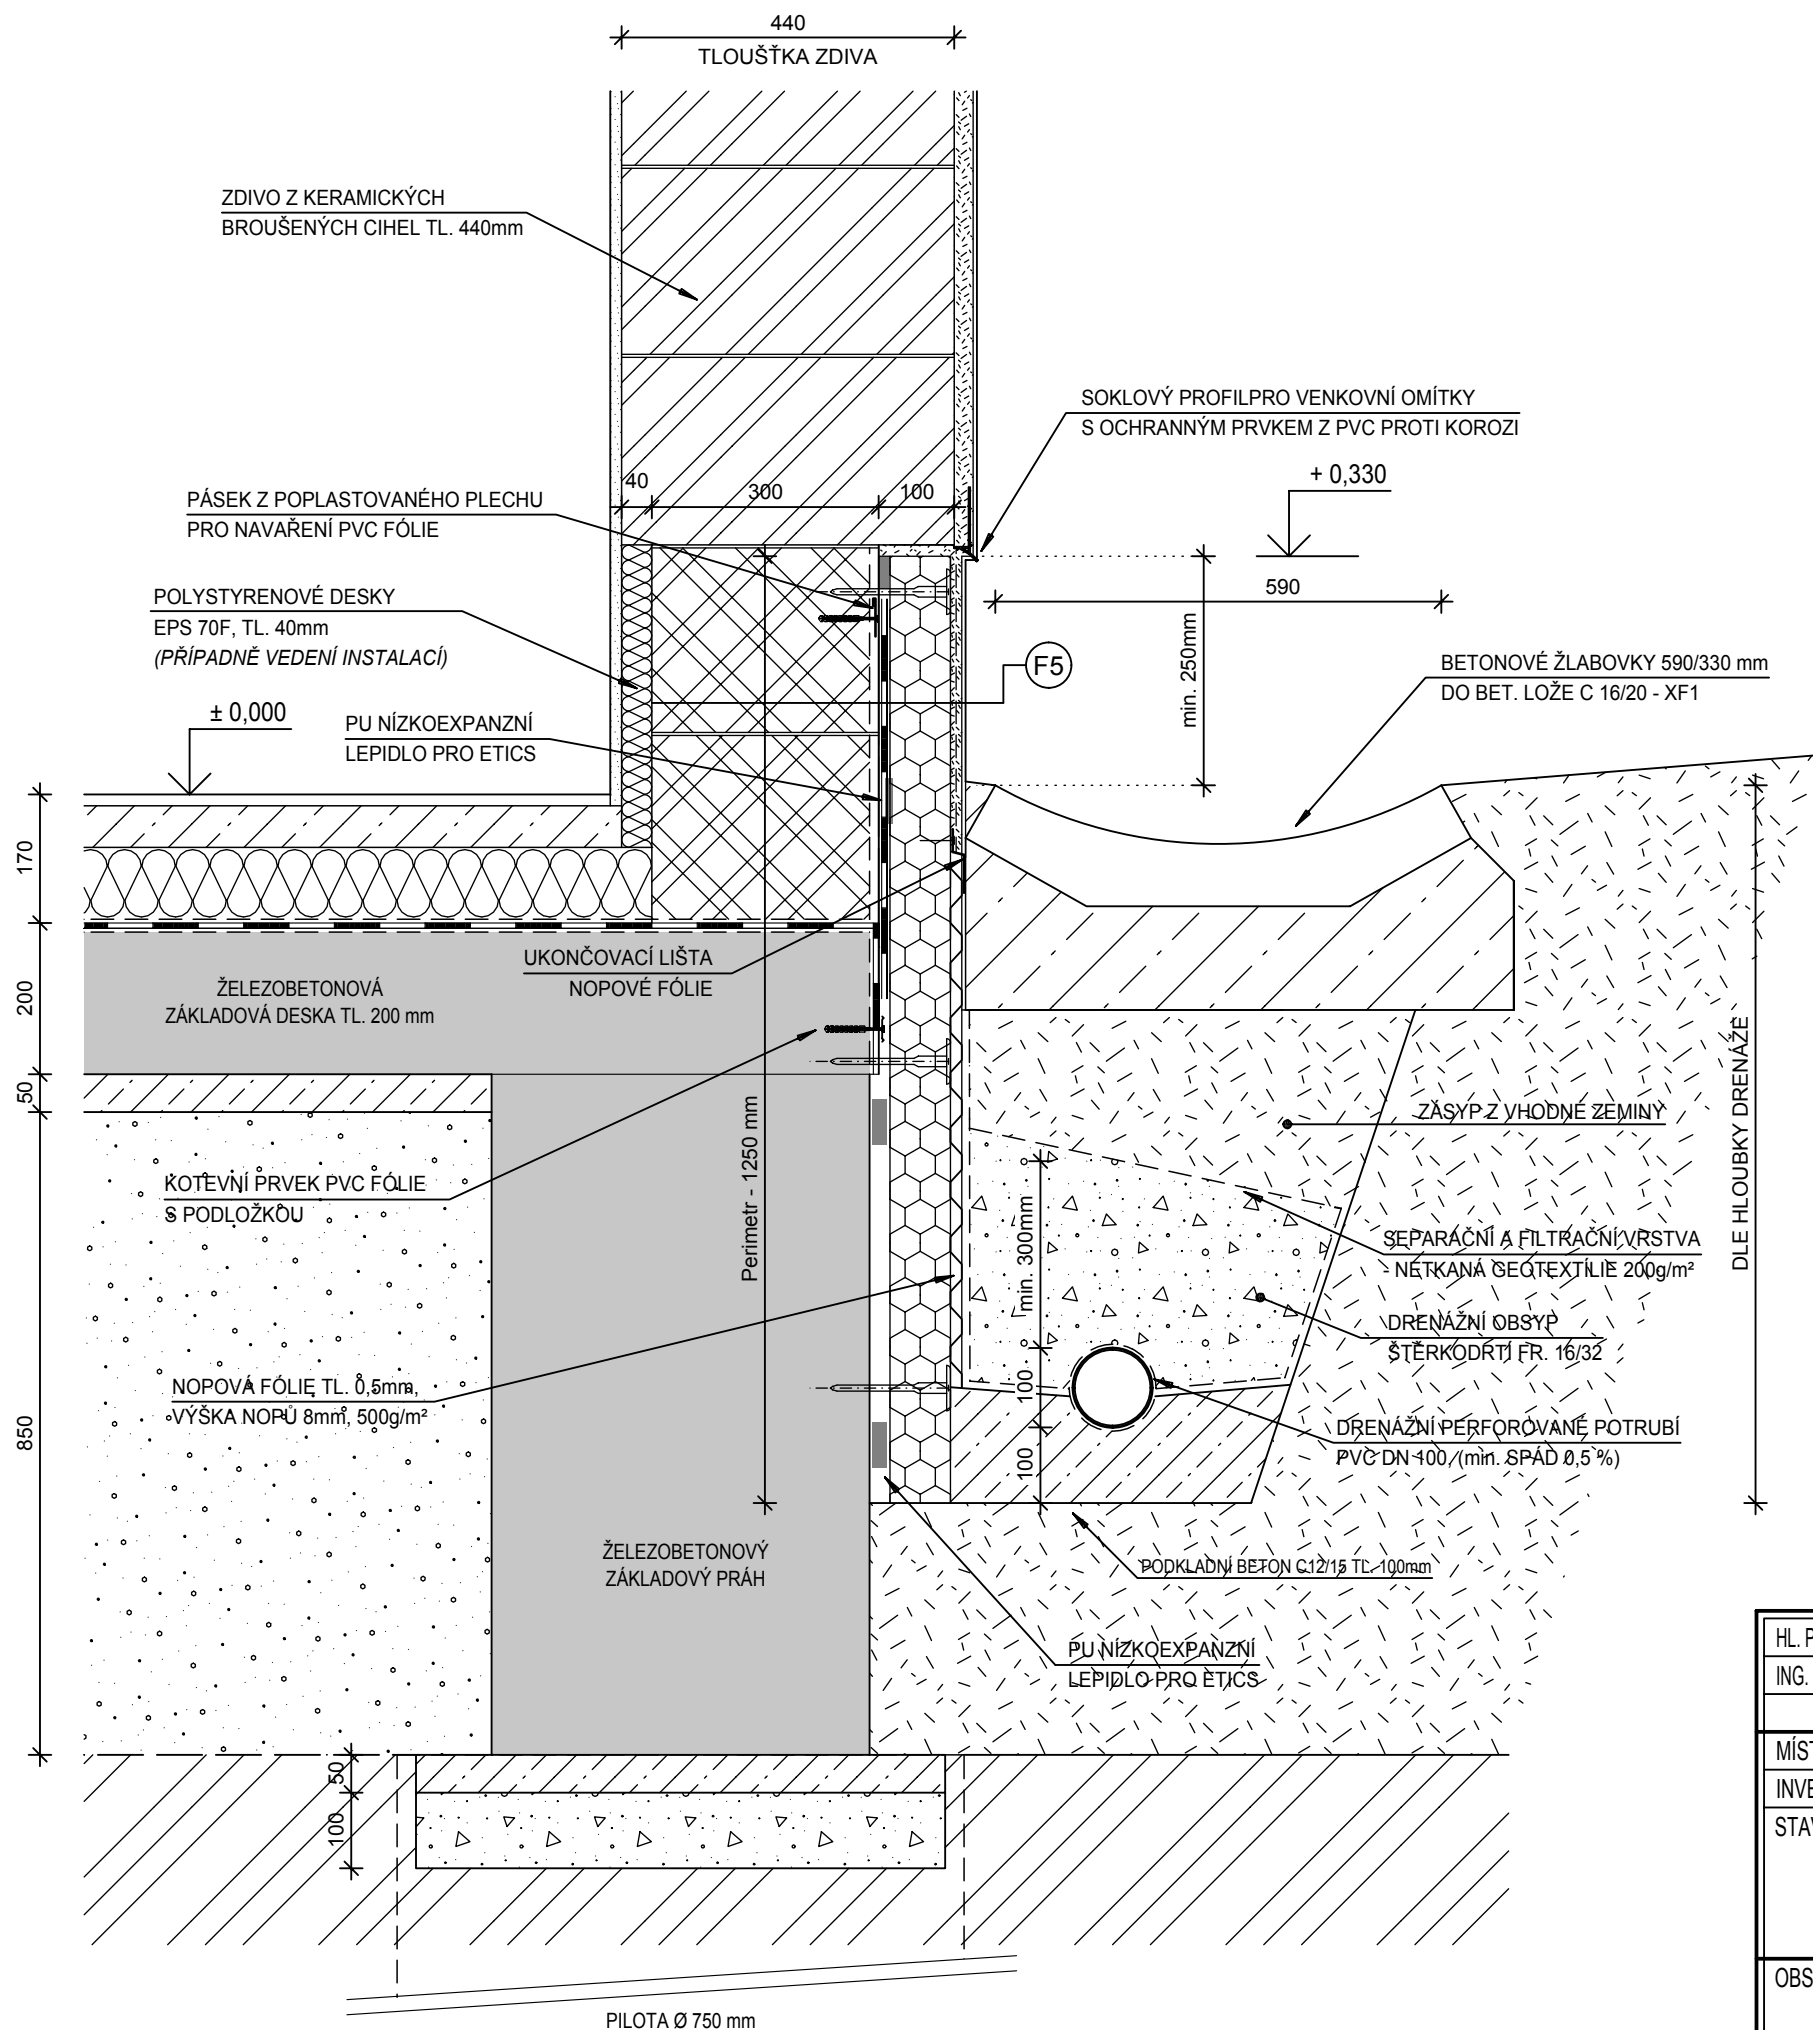 440
TLOUŠŤKA ZDIVA
ZDIVO Z KERAMICKÝCH
BROUŠENÝCH CIHEL TL. 440mm
SOKLOVÝ PROFILPRO VENKOVNÍ OMÍTKY
S OCHRANNÝM PRVKEM Z PVC PROTI KOROZI
+ 0,330
40
300
100
PÁSEK Z POPLASTOVANÉHO PLECHU
PRO NAVAŘENÍ PVC FÓLIE
590
POLYSTYRENOVÉ DESKY
EPS 70F, TL. 40mm
(PŘÍPADNĚ VEDENÍ INSTALACÍ)
min. 250mm
F5
BETONOVÉ ŽLABOVKY 590/330 mm
DO BET. LOŽE C 16/20 - XF1
± 0,000
PU NÍZKOEXPANZNÍ
LEPIDLO PRO ETICS
170
UKONČOVACÍ LIŠTA
NOPOVÉ FÓLIE
ŽELEZOBETONOVÁ
ZÁKLADOVÁ DESKA TL. 200 mm
200
50
DLE HLOUBKY DRENÁŽE
ZÁSYP Z VHODNÉ ZEMINY
KOTEVNÍ PRVEK PVC FÓLIE
S PODLOŽKOU
Perimetr - 1250 mm
min. 300mm
SEPARAČNÍ A FILTRAČNÍ VRSTVA
- NETKANÁ GEOTEXTÍLIE 200g/m²
DRENÁŽNÍ OBSYP
ŠTĚRKODRTÍ FR. 16/32
NOPOVÁ FÓLIE TL. 0,5mm,
VÝŠKA NOPŮ 8mm, 500g/m²
100
850
DRENÁŽNÍ PERFOROVANÉ POTRUBÍ
PVC DN 100, (min. SPÁD 0,5 %)
100
ŽELEZOBETONOVÝ
ZÁKLADOVÝ PRÁH
PODKLADNÍ BETON C12/15 TL. 100mm
PU NÍZKOEXPANZNÍ
LEPIDLO PRO ETICS
HL. P
ING.
MÍST
INVE
STAV
50
100
OBS
PILOTA Ø 750 mm